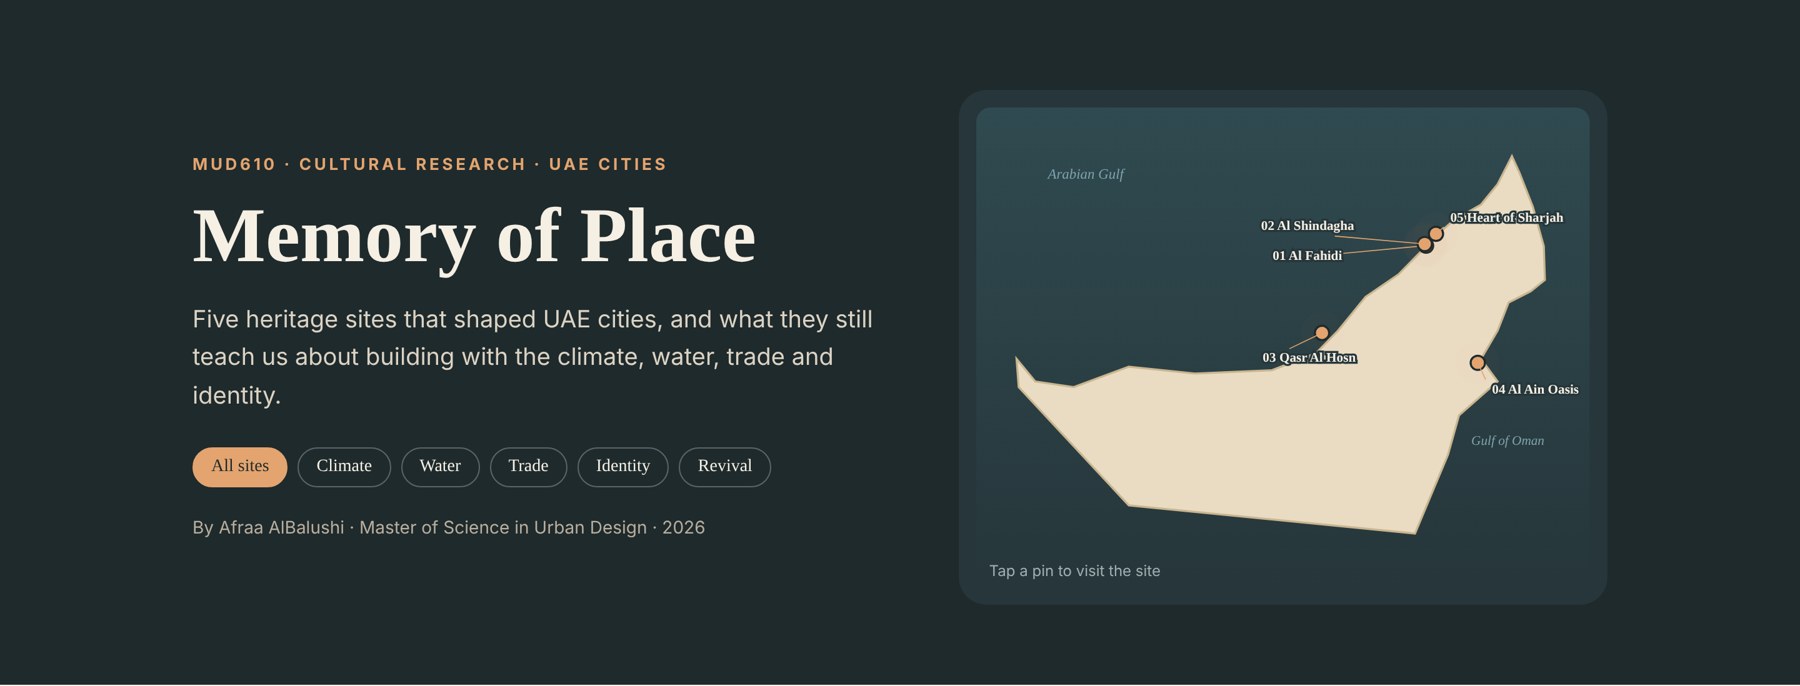 MUD610 · CULTURAL RESEARCH · UAE CITIES
Memory of Place
Five heritage sites that shaped UAE cities, and what they still
teach us about building with the climate, water, trade and
identity.
All sites
Climate
Water
Trade
Identity
Revival
By Afraa AlBalushi · Master of Science in Urban Design · 2026
Arabian Gulf
05 Heart of Sharjah
02 Al Shindagha
01 Al Fahidi
03 Qasr Al Hosn
04 Al Ain Oasis
Gulf of Oman
Tap a pin to visit the site